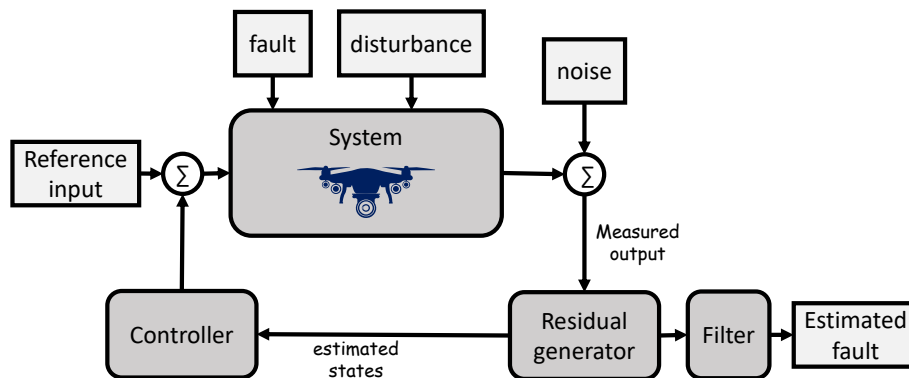 fault
disturbance
noise
System
Reference
input
Σ
Σ
Measured
output
Controller
estimated
states
Residual
generator
Filter
Estimated
fault